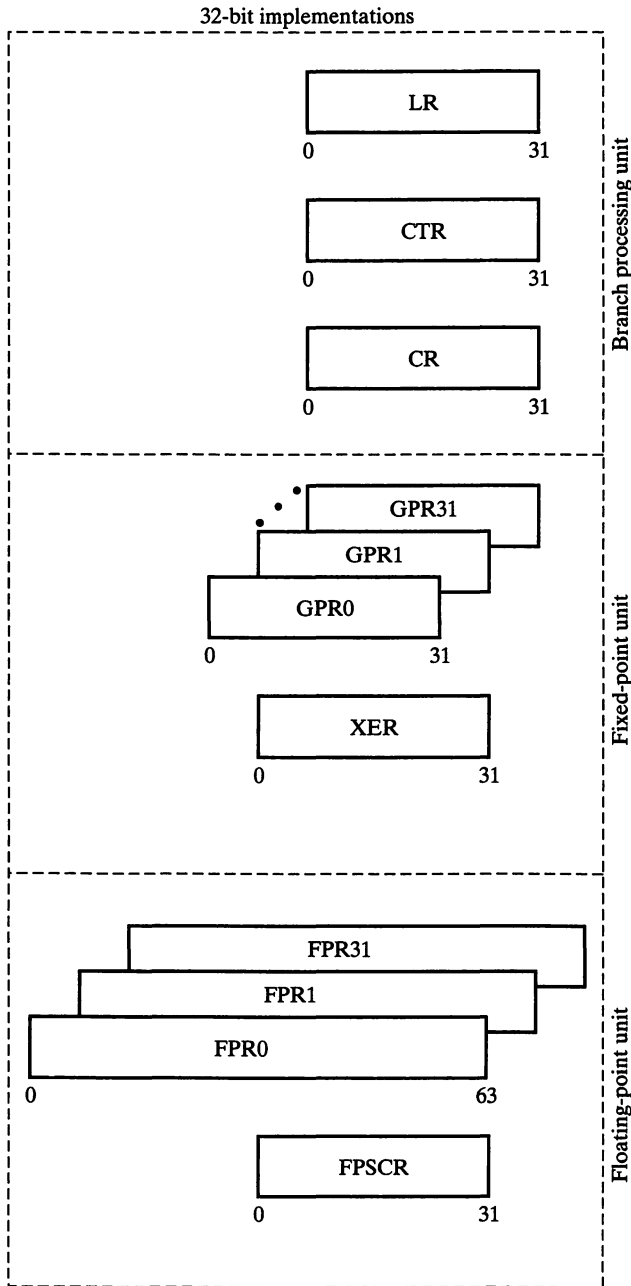 32-bit implementations
LR
0 31
CTR
0 31
CR
0 31
Branch processing unit
GPR31
GPR1
GPR0
0 31
XER
0 31
Fixed-point unit
FPR31
FPR1
FPR0
0 63
FPSCR
0 31
Floating-point unit